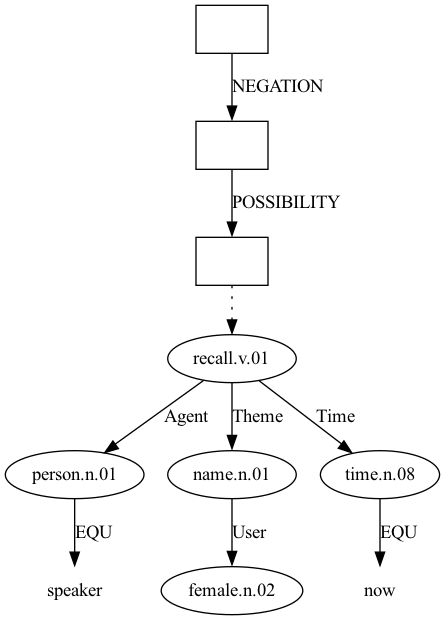 NEGATION
POSSIBILITY
recall.v.01
Agent Theme Time
person.n.01 name.n.01 time.n.08
EQU User EQU
speaker female.n.02 now